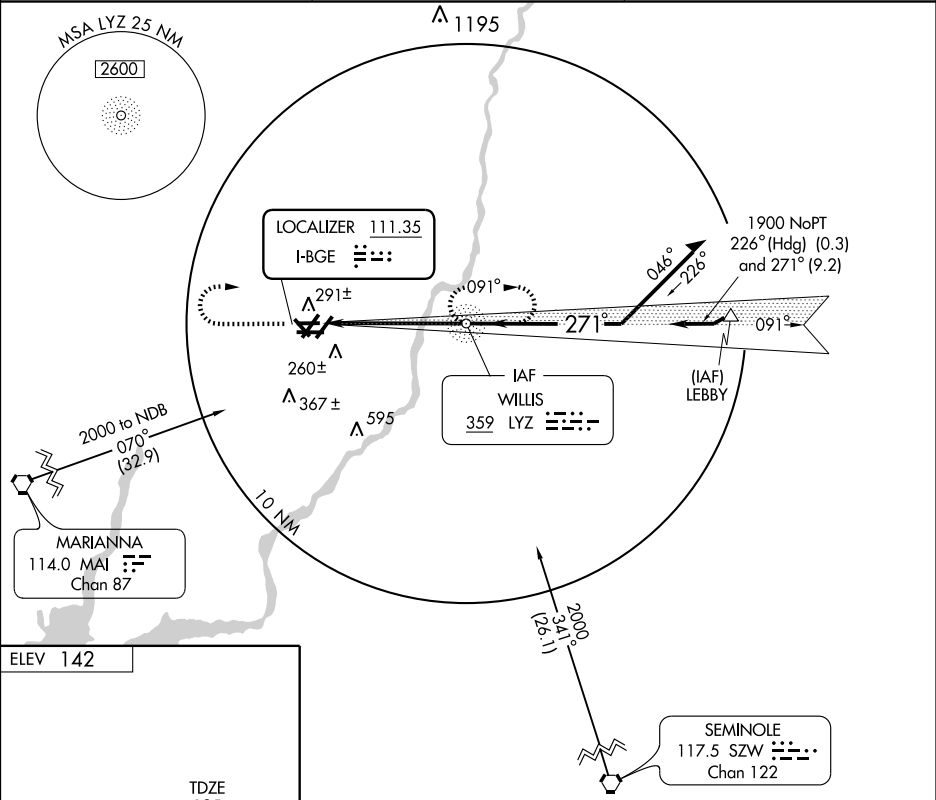 MSA LYZ 25 NM
2600
1195
LOCALIZER 111.35
I-BGE
291±
260±
367±
595
091°
271°
046°
226°
1900 NoPT
226° (Hdg) (0.3)
and 271° (9.2)
091°
(IAF)
LEBBY
IAF
WILLIS
359 LYZ
2000 to NDB
070°
(32.9)
MARIANNA
114.0 MAI
Chan 87
10 NM
2000
341°
(26.1)
SEMINOLE
117.5 SZW
Chan 122
ELEV 142
TDZE